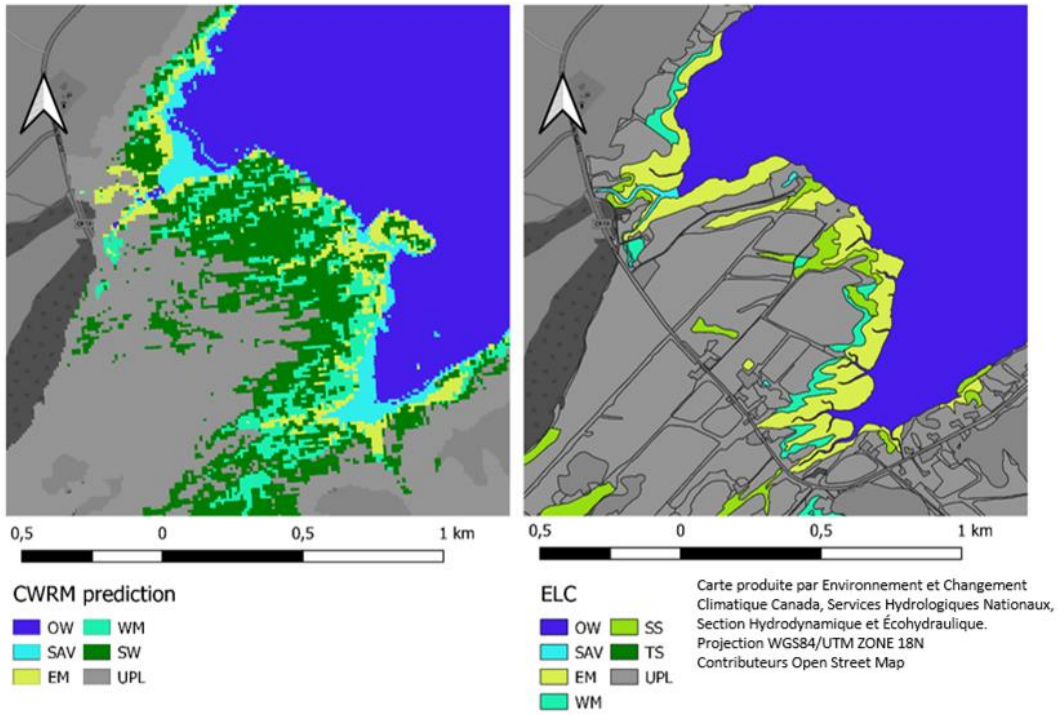 0,5 0 0,5 1 km
CWRM prediction
OW WM
SAV SW
EM UPL
0,5 0 0,5 1 km
ELC
OW SS
SAV TS
EM UPL
WM
Carte produite par Environnement et Changement
Climatique Canada, Services Hydrologiques Nationaux,
Section Hydrodynamique et Écohydraulique.
Projection WGS84/UTM ZONE 18N
Contributeurs Open Street Map